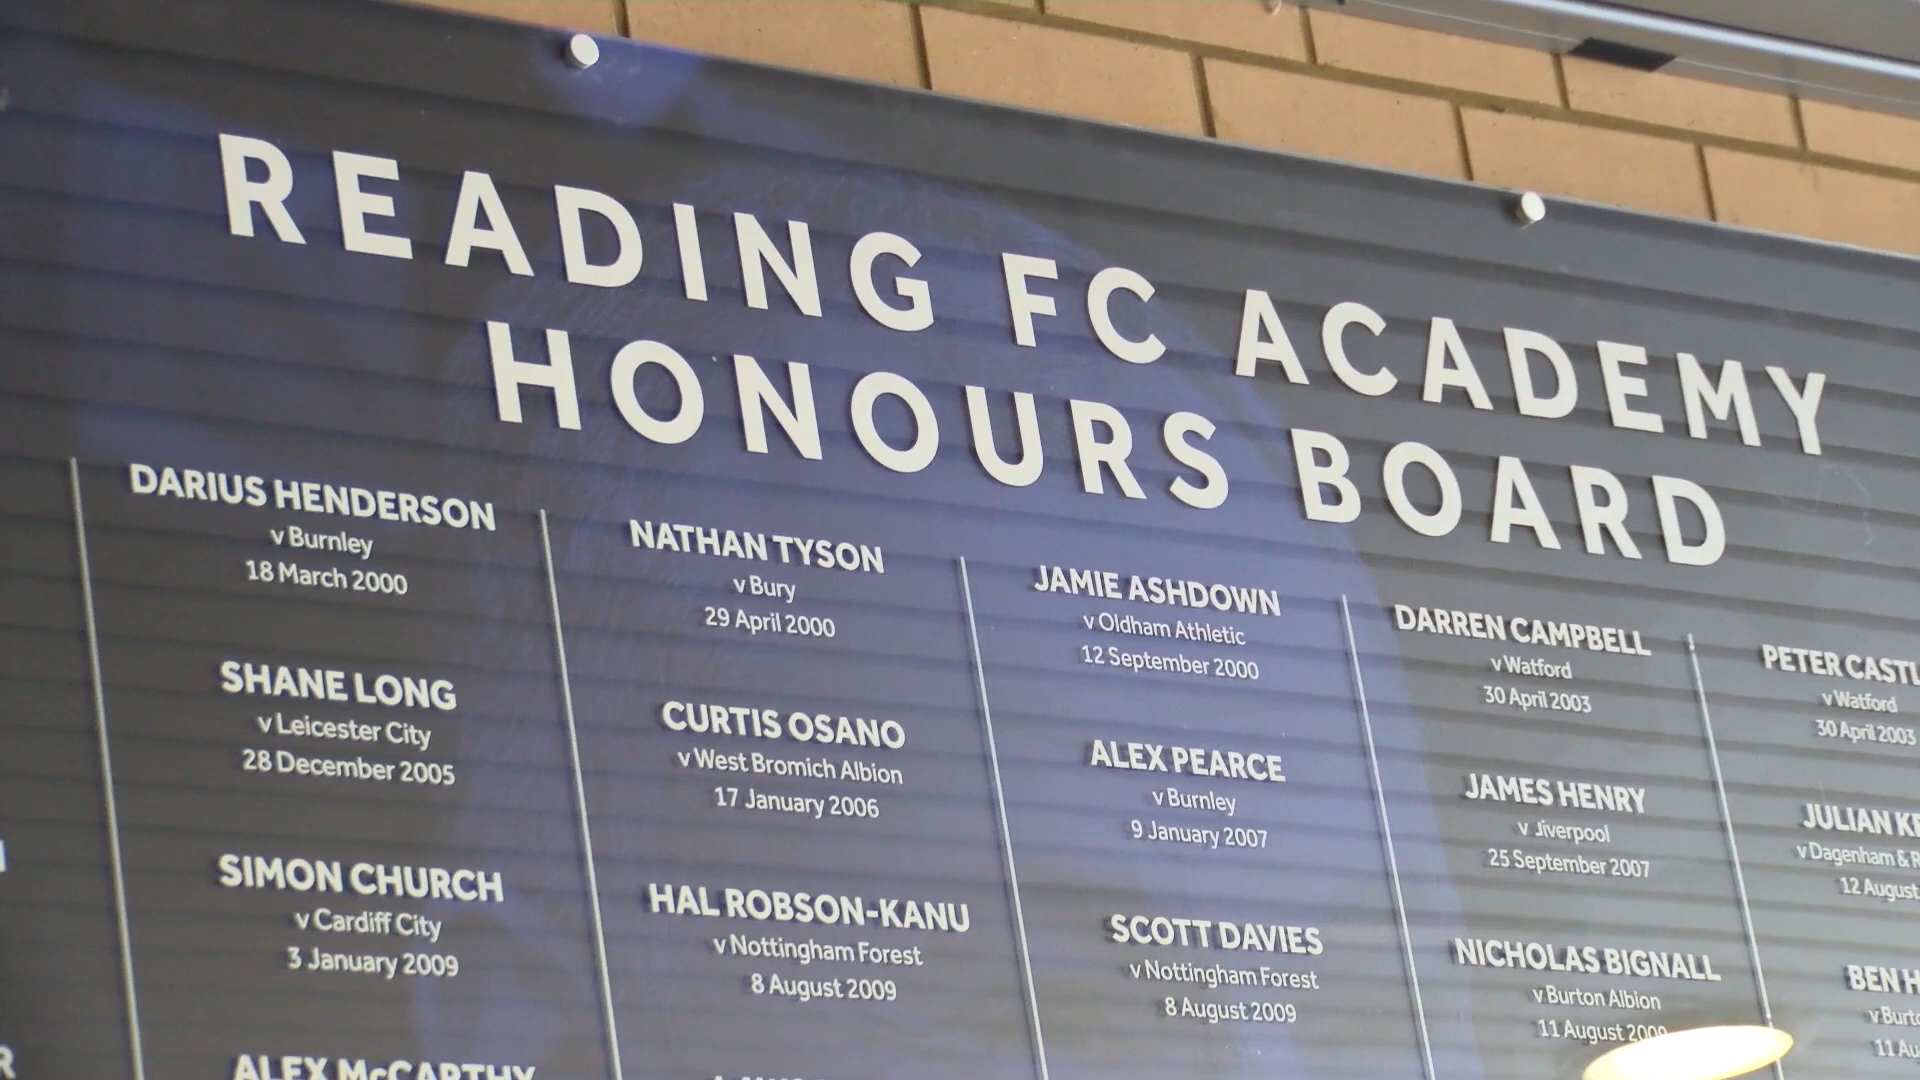 READING FC ACADEMY
HONOURS BOARD
DARIUS HENDERSON
v Burnley
18 March 2000
NATHAN TYSON
v Bury
29 April 2000
JAMIE ASHDOWN
v Oldham Athletic
12 September 2000
DARREN CAMPBELL
v Watford
30 April 2003
PETER CASTL
v Watford
30 April 2003
SHANE LONG
v Leicester City
28 December 2005
CURTIS OSANO
v West Bromich Albion
17 January 2006
ALEX PEARCE
v Burnley
9 January 2007
JAMES HENRY
v Jiverpool
25 September 2007
JULIAN KE
v Dagenham & R
12 August
SIMON CHURCH
v Cardiff City
3 January 2009
HAL ROBSON-KANU
v Nottingham Forest
8 August 2009
SCOTT DAVIES
v Nottingham Forest
8 August 2009
NICHOLAS BIGNALL
v Burton Albion
11 August 2009
BEN H
v Burto
11 Au
ALEX McCARTHY